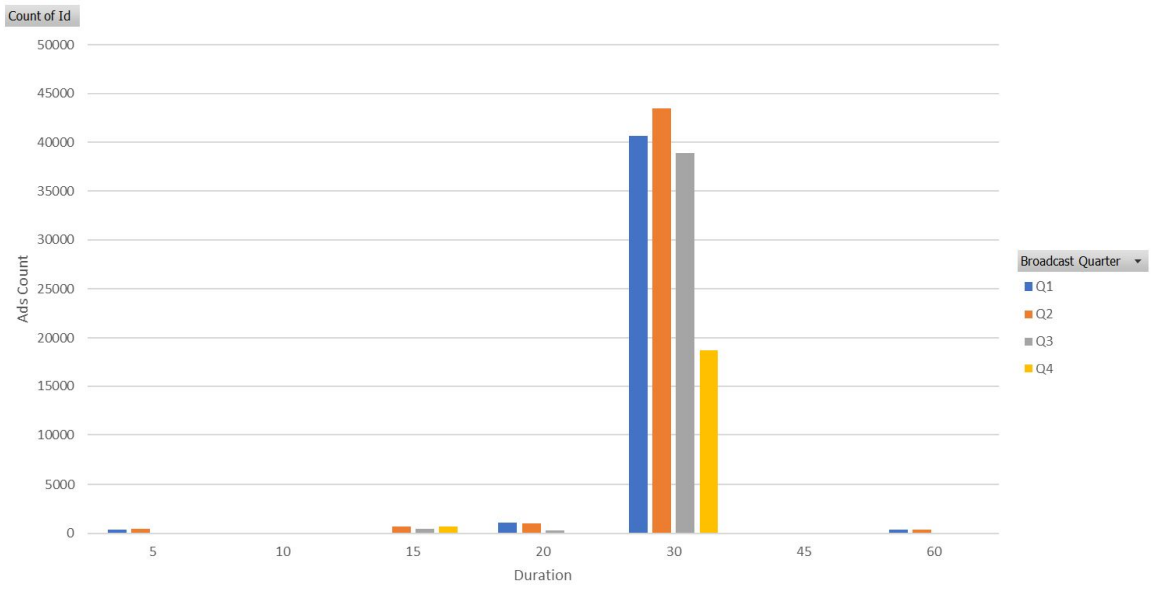 Count of Id
50000
45000
40000
35000
30000
25000
20000
15000
10000
5000
0
Ads Count
5 10 15 20 30 45 60
Duration
Broadcast Quarter
Q1
Q2
Q3
Q4